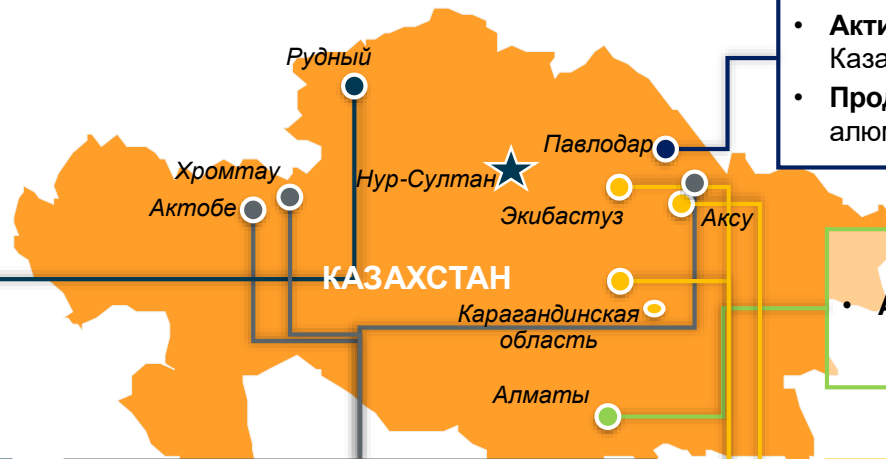 • Акти
Каза
• Прод
алюм
Рудный
Павлодар
Хромтау
Нур-Султан
Актобе
Экибастуз
Аксу
КАЗАХСТАН
• А
Карагандинская
область
Алматы